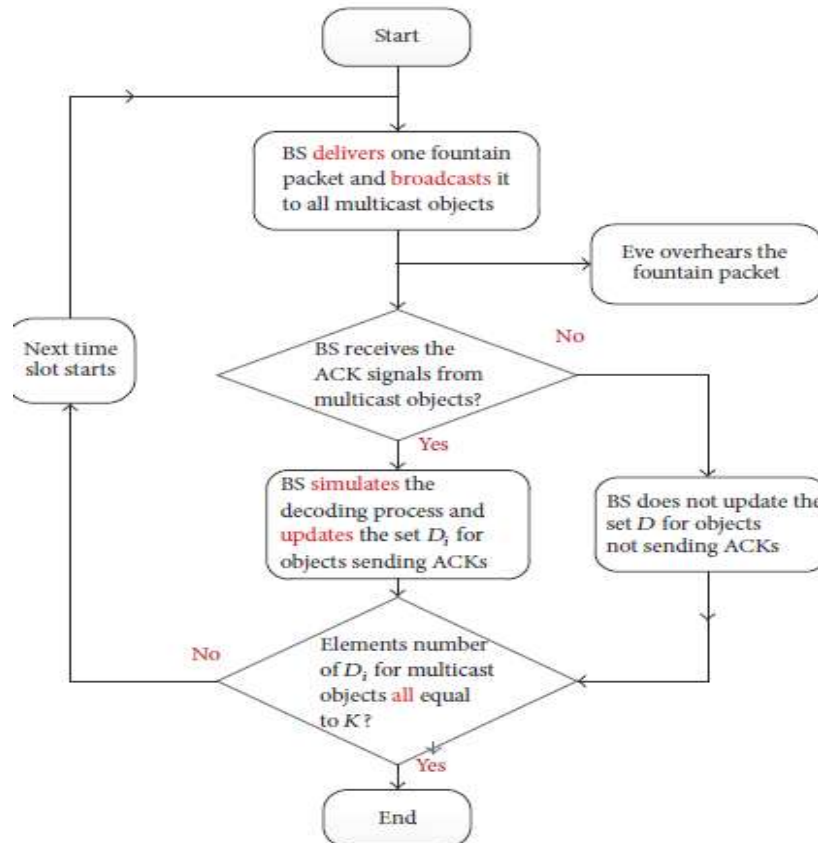 Start
BS delivers one fountain
packet and broadcasts it
to all multicast objects
Eve overhears the
fountain packet
Next time
slot starts
BS receives the
ACK signals from
multicast objects?
No
Yes
BS simulates the
decoding process and
updates the set Di for
objects sending ACKs
BS does not update the
set D for objects
not sending ACKs
No
Elements number
of Di for multicast
objects all equal
to K?
Yes
End